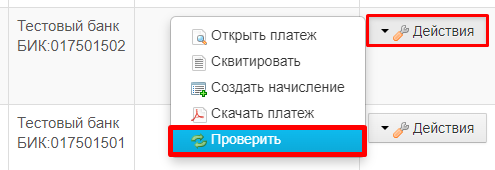 Тестовый банк
БИК:017501502
Открыть платеж
Сквитировать
Создать начисление
Скачать платеж
Проверить
Действия
Тестовый банк
БИК:017501501
Действия